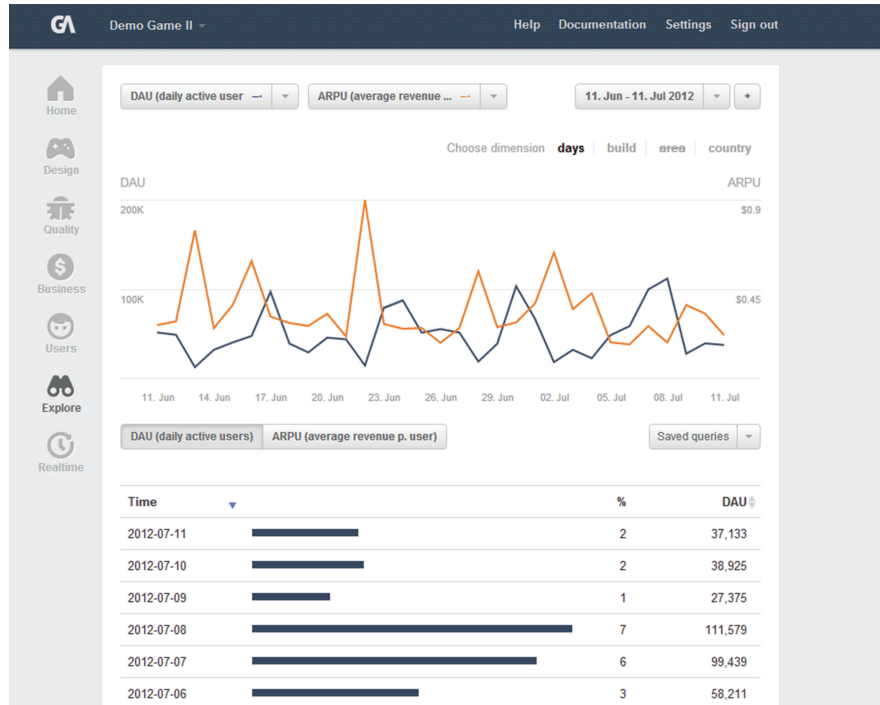 GA Demo Game II Help Documentation Settings Sign out
Home
Design
Quality
Business
Users
Explore
Realtime
DAU (daily active user ARPU (average revenue ... 11. Jun - 11. Jul 2012 +
Choose dimension days build area country
DAU ARPU
200K $0.9
100K $0.45
11. Jun 14. Jun 17. Jun 20. Jun 23. Jun 26. Jun 29. Jun 02. Jul 05. Jul 08. Jul 11. Jul
DAU (daily active users) ARPU (average revenue p. user) Saved queries
Time % DAU
2012-07-11 2 37,133
2012-07-10 2 38,925
2012-07-09 1 27,375
2012-07-08 7 111,579
2012-07-07 6 99,439
2012-07-06 3 58,211